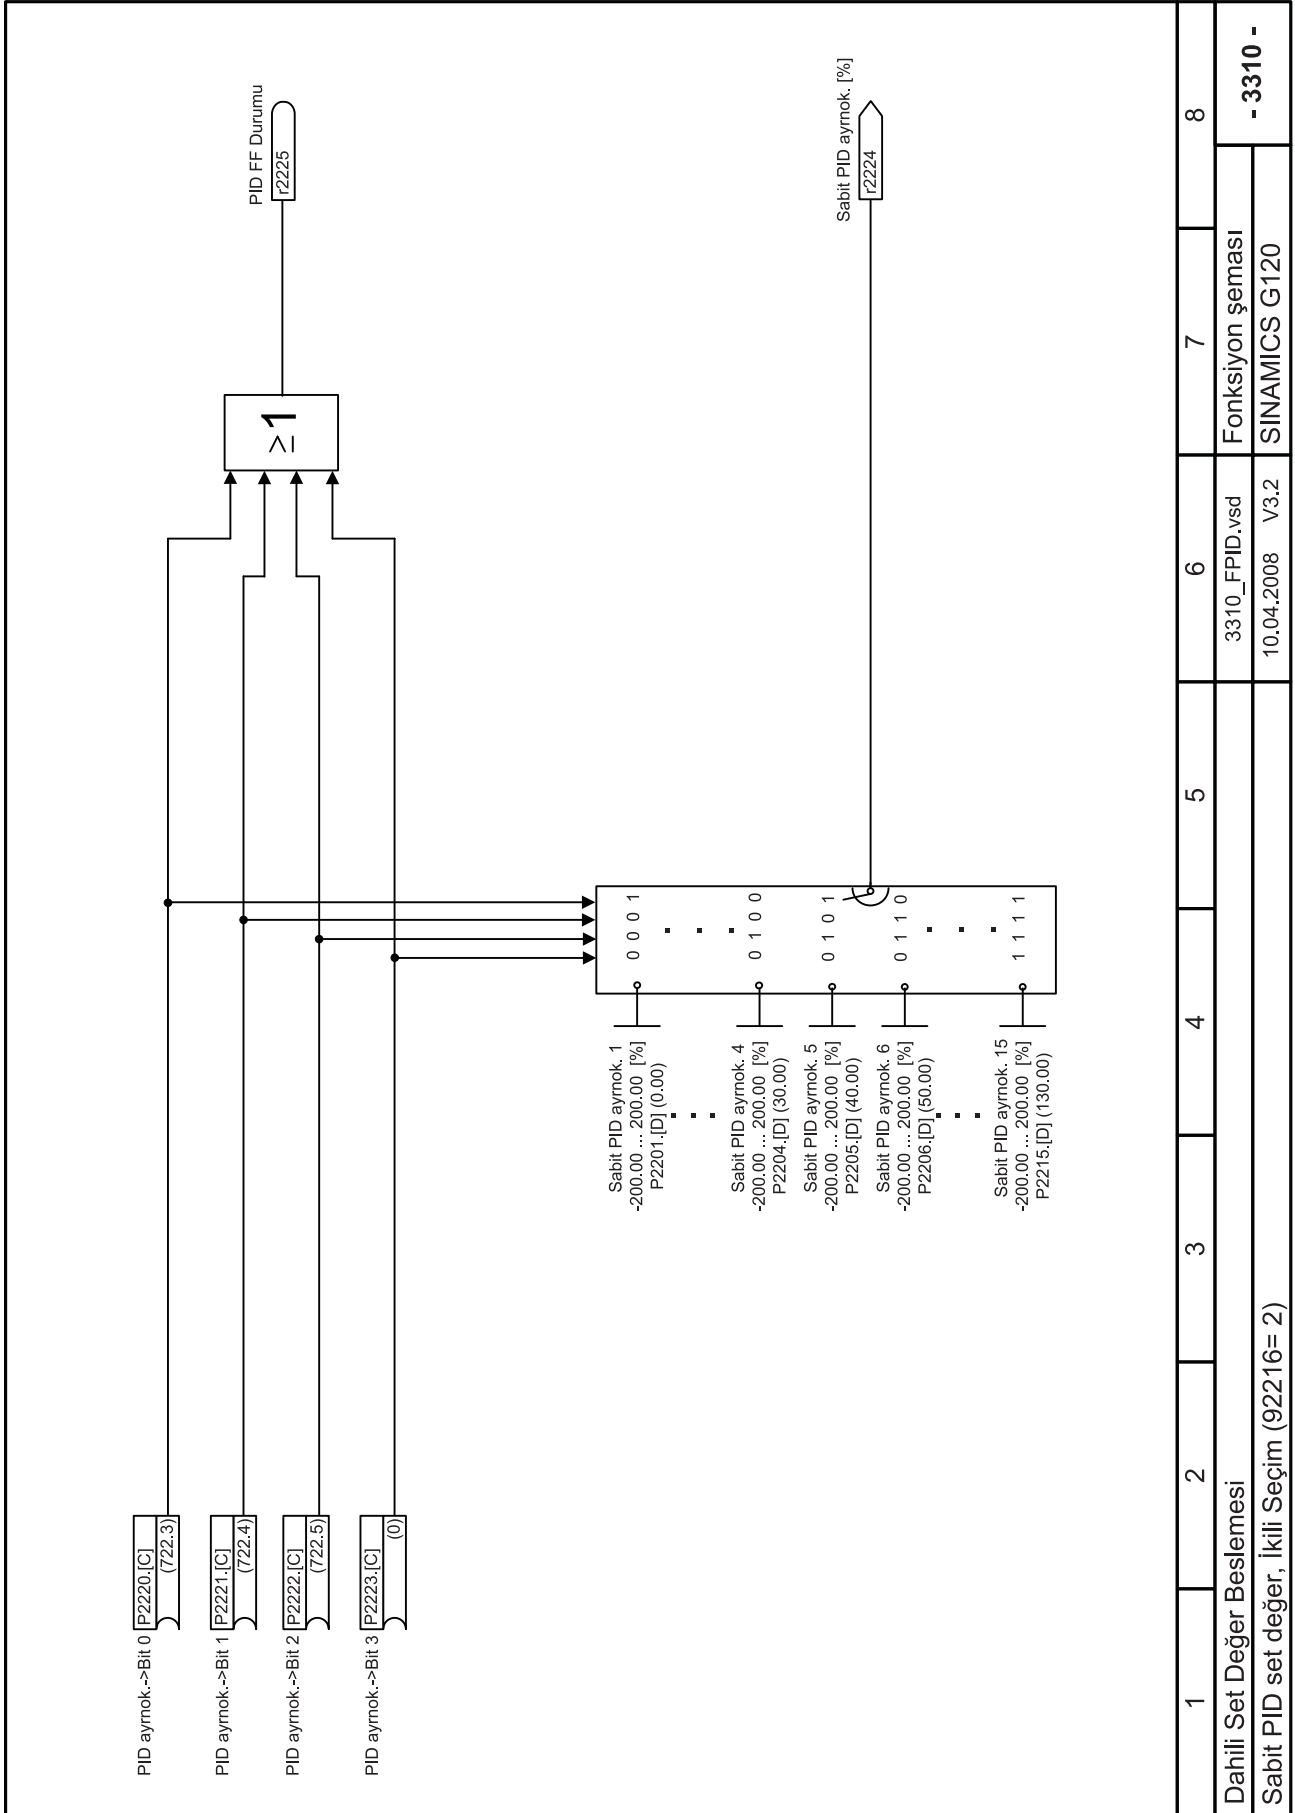 PID ayrnok.->Bit 0
P2220.[C]
(722.3)
PID ayrnok.->Bit 1
P2221.[C]
(722.4)
PID ayrnok.->Bit 2
P2222.[C]
(722.5)
PID ayrnok.->Bit 3
P2223.[C]
(0)
≥1
PID FF Durumu
r2225
Sabit PID ayrnok. 1
-200.00 ... 200.00 [%]
P2201.[D] (0.00)
0 0 0 1
Sabit PID ayrnok. 4
-200.00 ... 200.00 [%]
P2204.[D] (30.00)
0 1 0 0
Sabit PID ayrnok. 5
-200.00 ... 200.00 [%]
P2205.[D] (40.00)
0 1 0 1
Sabit PID ayrnok. 6
-200.00 ... 200.00 [%]
P2206.[D] (50.00)
0 1 1 0
Sabit PID ayrnok. 15
-200.00 ... 200.00 [%]
P2215.[D] (130.00)
1 1 1 1
Sabit PID ayrnok. [%]
r2224
1 2 3 4 5 6 7 8
Dahili Set Değer Beslemesi
3310_FPID.vsd
Fonksiyon şeması
- 3310 -
Sabit PID set değer, İkili Seçim (92216= 2)
10.04.2008 V3.2
SINAMICS G120